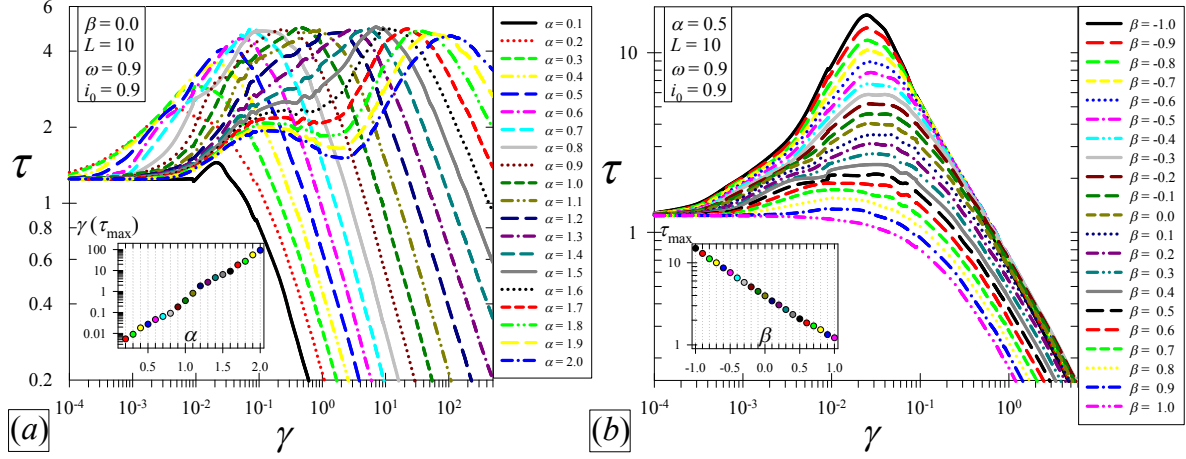 β = 0.0
L = 10
ω = 0.9
i₀ = 0.9
6
4
2
1
0.8
0.6
0.4
0.2
τ
10⁻⁴
10⁻³
10⁻²
10⁻¹
10⁰
10¹
10²
γ
(a)
γ(τmax)
100
10
1
0.1
0.01
0.5
1.0
1.5
2.0
α
α = 0.1
α = 0.2
α = 0.3
α = 0.4
α = 0.5
α = 0.6
α = 0.7
α = 0.8
α = 0.9
α = 1.0
α = 1.1
α = 1.2
α = 1.3
α = 1.4
α = 1.5
α = 1.6
α = 1.7
α = 1.8
α = 1.9
α = 2.0
α = 0.5
L = 10
ω = 0.9
i₀ = 0.9
10
1
τ
10⁻⁴
10⁻³
10⁻²
10⁻¹
10⁰
γ
(b)
τmax
10
1
-1.0
-0.5
0.0
0.5
1.0
β
β = -1.0
β = -0.9
β = -0.8
β = -0.7
β = -0.6
β = -0.5
β = -0.4
β = -0.3
β = -0.2
β = -0.1
β = 0.0
β = 0.1
β = 0.2
β = 0.3
β = 0.4
β = 0.5
β = 0.6
β = 0.7
β = 0.8
β = 0.9
β = 1.0